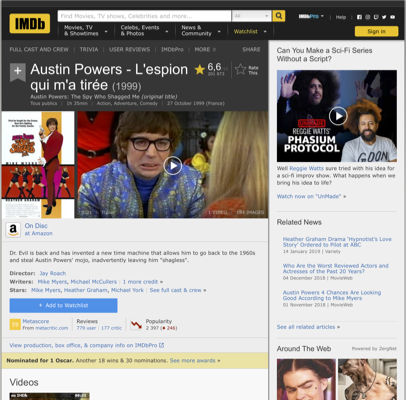 IMDb
Find Movies, TV shows, Celebrities and more...
All
IMDbPro
Help
Movies, TV & Showtimes
Celebs, Events & Photos
News & Community
Watchlist
Sign in
FULL CAST AND CREW | TRIVIA | USER REVIEWS | IMDbPro | MORE
SHARE
Austin Powers - L'espion qui m'a tirée (1999)
Austin Powers: The Spy Who Shagged Me (original title)
Tous publics | 1h 35min | Action, Adventure, Comedy | 27 October 1999 (France)
6,6
Rate This
1 VIDEO
IMAGES
On Disc
at Amazon
Dr. Evil is back and has invented a new time machine that allows him to go back to the 1960s
and steal Austin Powers' mojo, inadvertently leaving him "shagless".
Director: Jay Roach
Writers: Mike Myers, Michael McCullers | 1 more credit »
Stars: Mike Myers, Heather Graham, Michael York | See full cast & crew »
+ Add to Watchlist
Metascore
From metacritic.com
Reviews
779 user | 177 critic
Popularity
2 397
View production, box office, & company info on IMDbPro
Nominated for 1 Oscar. Another 18 wins & 30 nominations. See more awards »
Videos
Can You Make a Sci-Fi Series
Without a Script?
REGGIE WATTS'
PHASIUM
PROTOCOL
Well Reggie Watts sure tried with his idea for
a sci-fi improv show. What happens when we
bring his idea to life?
Watch now on "UnMade" »
Related News
Heather Graham Drama 'Hypnotist's Love
Story' Ordered to Pilot at ABC
14 January 2019 | Variety
Who Are the Worst Reviewed Actors and
Actresses of the Past 20 Years?
04 December 2018 | MovieWeb
Austin Powers 4 Chances Are Looking
Good According to Mike Myers
08 November 2018 | MovieWeb
See all related articles »
Around The Web
Powered by ZergNet